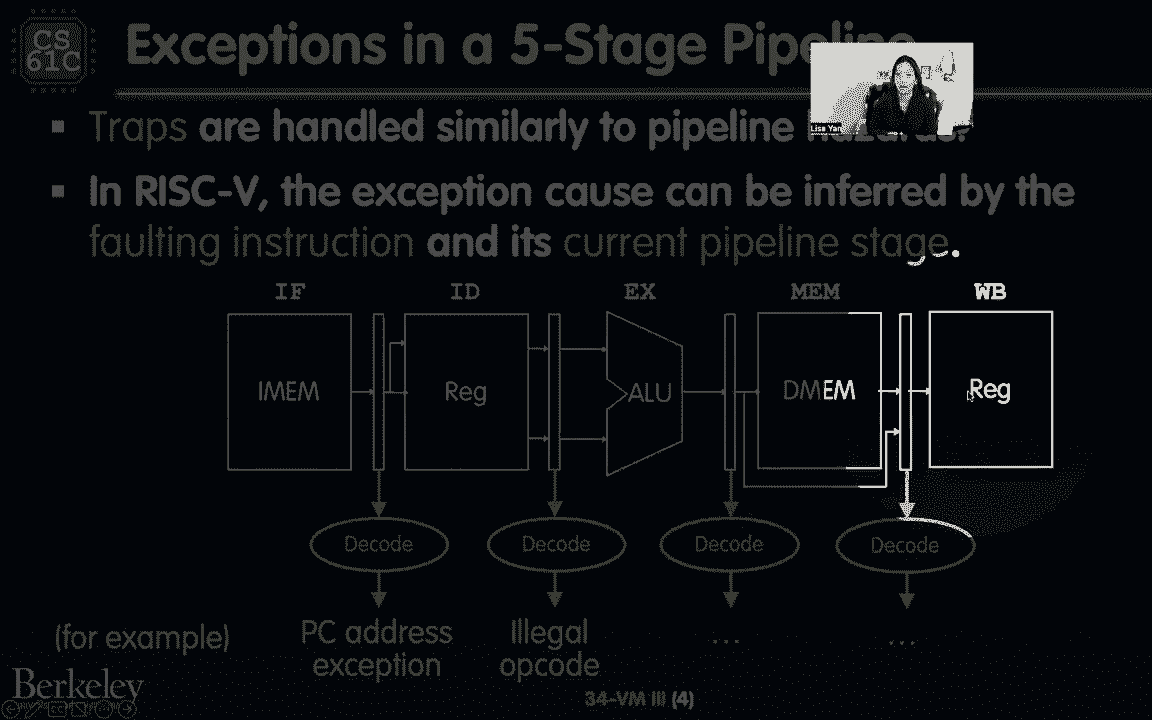 CS
61C
Exceptions in a 5-Stage Pipeline
Lisa Yan
▪ Traps are handled similarly to pipeline hazards.
▪ In RISC-V, the exception cause can be inferred by the
faulting instruction and its current pipeline stage.
IF ID EX MEM WB
IMEM Reg ALU DMEM Reg
Decode Decode Decode Decode
(for example) PC address exception Illegal opcode ... ...
Berkeley
34-VM III (4)